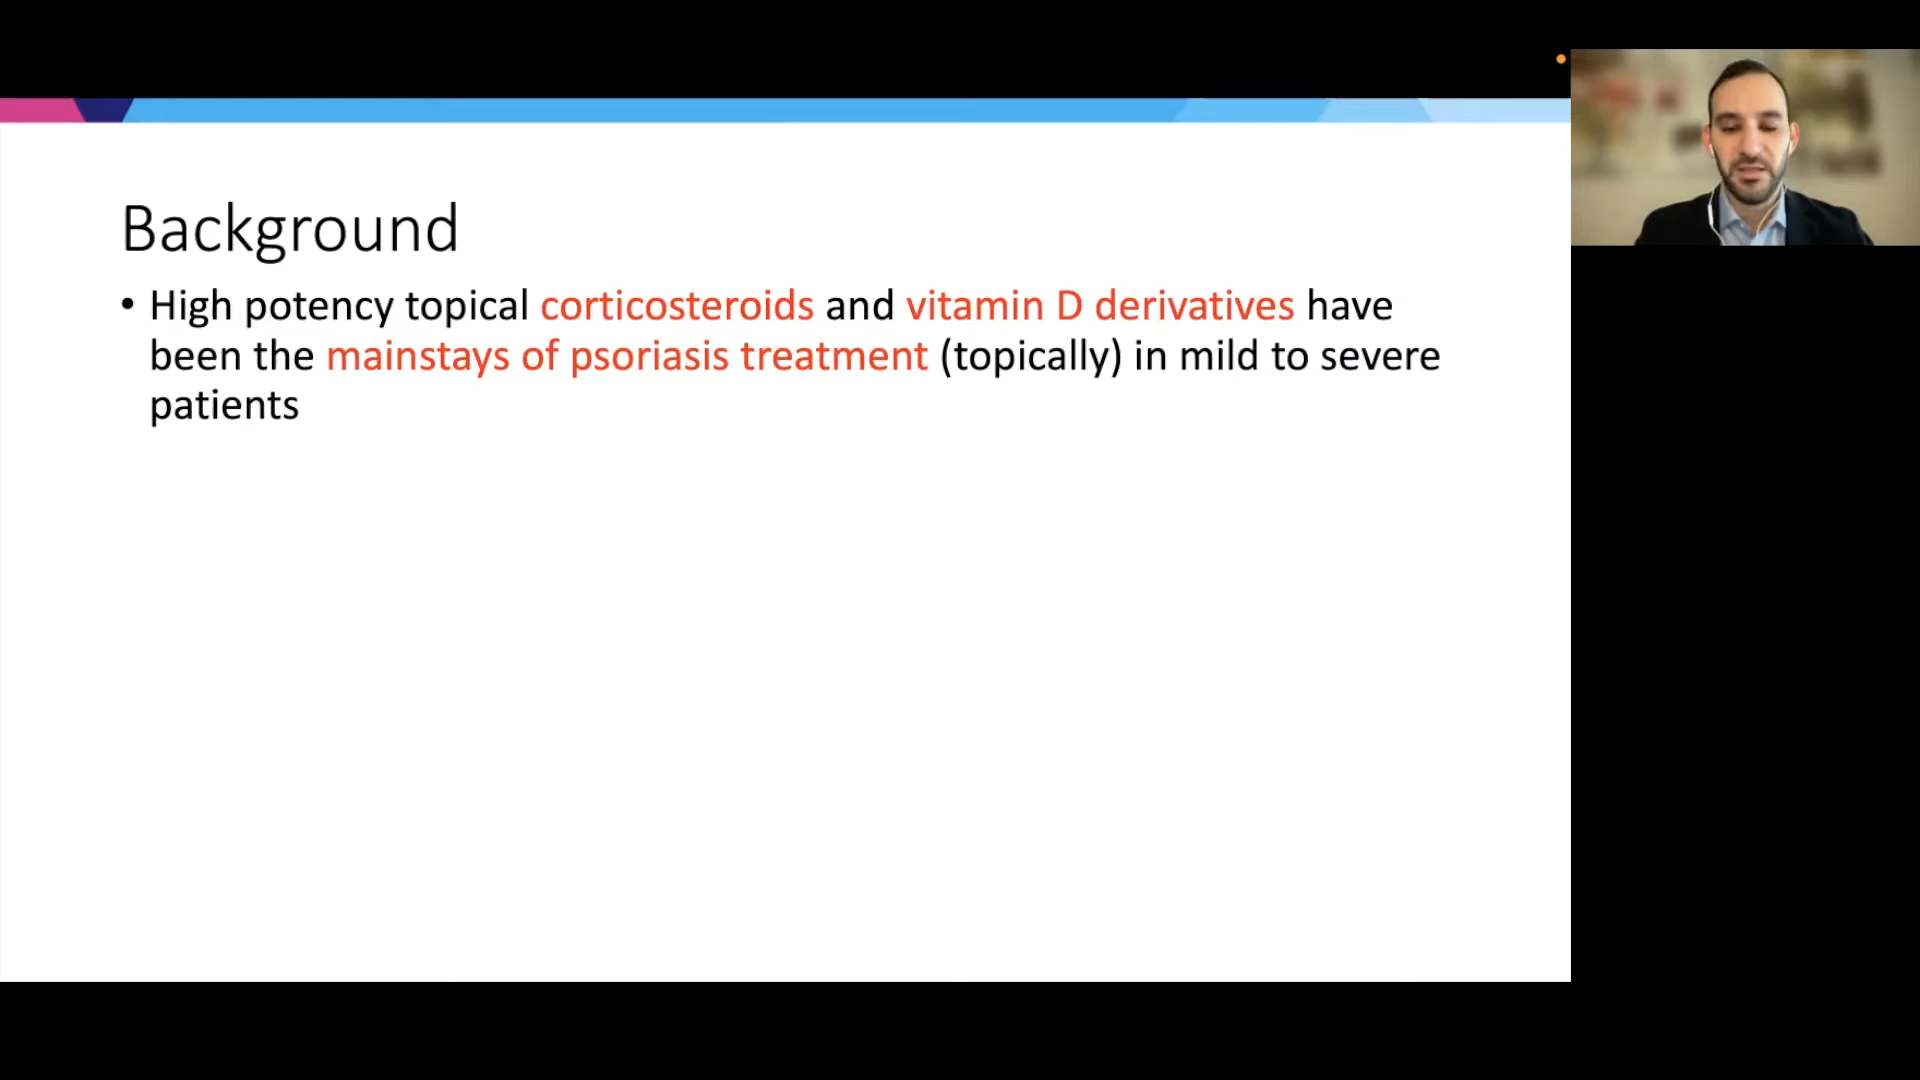 Background
• High potency topical corticosteroids and vitamin D derivatives have
been the mainstays of psoriasis treatment (topically) in mild to severe
patients